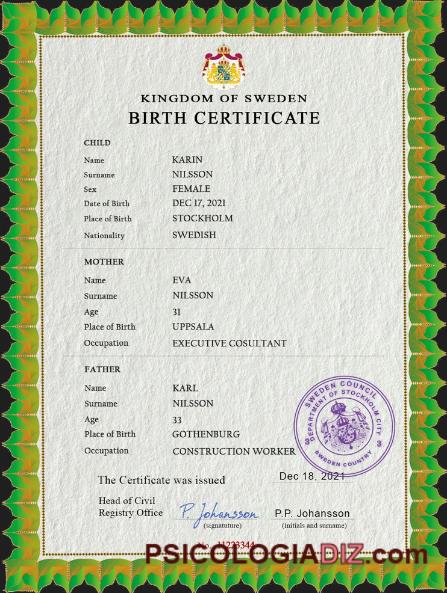 KINGDOM OF SWEDEN
BIRTH CERTIFICATE
CHILD
Name KARIN
Surname NILSSON
Sex FEMALE
Date of Birth DEC 17, 2021
Place of Birth STOCKHOLM
Nationality SWEDISH
MOTHER
Name EVA
Surname NILSSON
Age 31
Place of Birth UPPSALA
Occupation EXECUTIVE COSULTANT
FATHER
Name KARL
Surname NILSSON
Age 33
Place of Birth GOTHENBURG
Occupation CONSTRUCTION WORKER
SWEDEN COUNCIL
DEPARTMENT OF STOCKHOLM CITY
SWEDEN COUNTRY
The Certificate was issued Dec 18, 2021
Head of Civil
Registry Office P. Johansson P.P. Johansson
(signatuture) (initials and surname)
No 11223344
PSICOLOGIADIZ.com